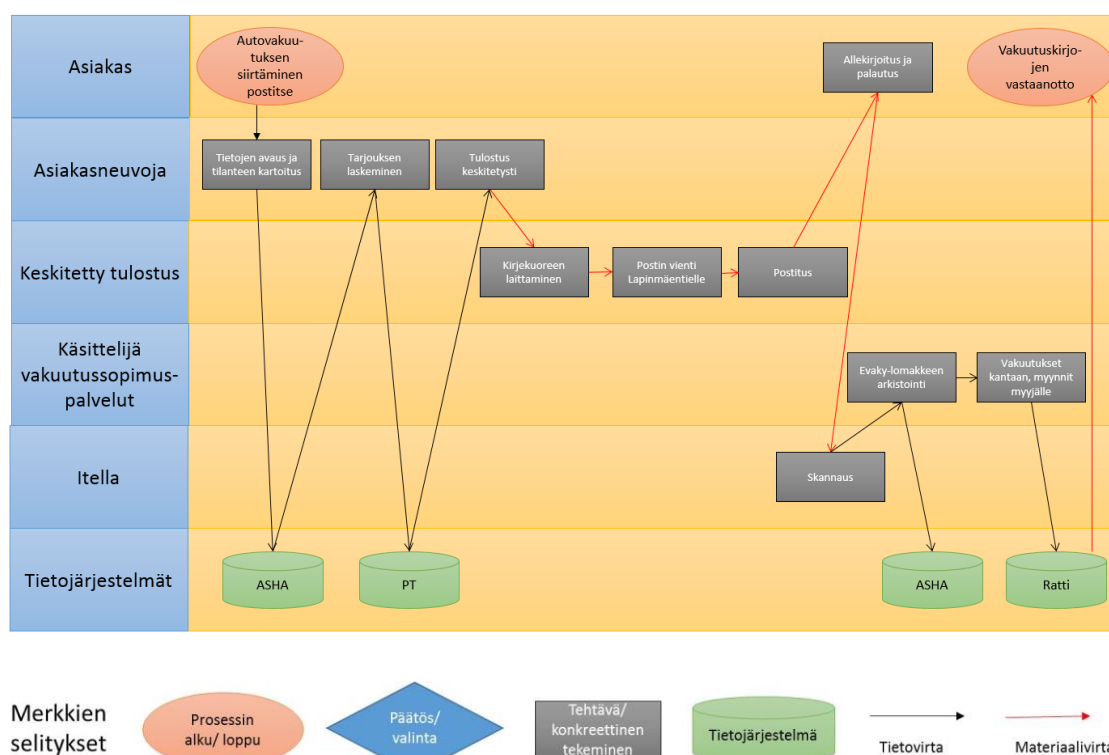 Asiakas
Autovakuu-
tuksen
siirtäminen
postitse
Allekirjoitus ja
palautus
Vakuutuskirjo-
jen
vastaanotto
Asiakasneuvoja
Tietojen avaus ja
tilanteen kartoitus
Tarjouksen
laskeminen
Tulostus
keskitetysti
Keskitetty tulostus
Kirjekuoreen
laittaminen
Postin vienti
Lapinmäentielle
Postitus
Käsittelijä
vakuutussopimus-
palvelut
Evaky-lomakkeen
arkistointi
Vakuutukset
kantaan, myynnit
myyjälle
Itella
Skannaus
Tietojärjestelmät
ASHA
PT
ASHA
Ratti
Merkkien
selitykset
Prosessin
alku/ loppu
Päätös/
valinta
Tehtävä/
konkreettinen
tekeminen
Tietojärjestelmä
Tietovirta
Materiaalivirta